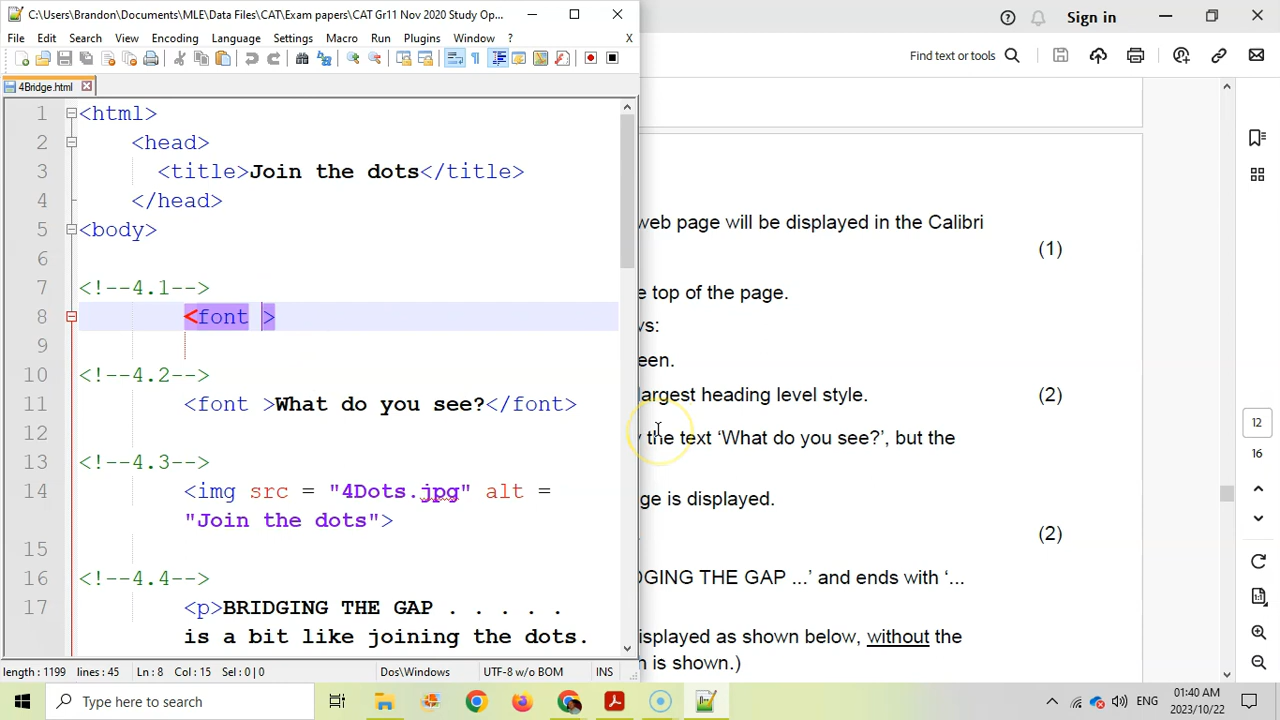 C:\Users\Brandon\Documents\MLE\Data Files\CAT\Exam papers\CAT Gr11 Nov 2020 Study Op...
File Edit Search View Encoding Language Settings Macro Run Plugins Window ? X
4Bridge.html
1 <html>
2 <head>
3 <title>Join the dots</title>
4 </head>
5 <body>
6
7 <!--4.1-->
8 <font >
9
10 <!--4.2-->
11 <font >What do you see?</font>
12
13 <!--4.3-->
14 <img src = "4Dots.jpg" alt =
"Join the dots">
15
16 <!--4.4-->
17 <p>BRIDGING THE GAP . . . . .
is a bit like joining the dots.
length : 1199 lines : 45 Ln : 8 Col : 15 Sel : 0 | 0 Dos\Windows UTF-8 w/o BOM INS
Sign in
Find text or tools
web page will be displayed in the Calibri
(1)
e top of the page.
vs:
een.
largest heading level style. (2)
y the text ‘What do you see?’, but the
ge is displayed.
(2)
DGING THE GAP ...’ and ends with ‘...
isplayed as shown below, without the
n is shown.)
12
16
Type here to search
ENG
01:40 AM
2023/10/22